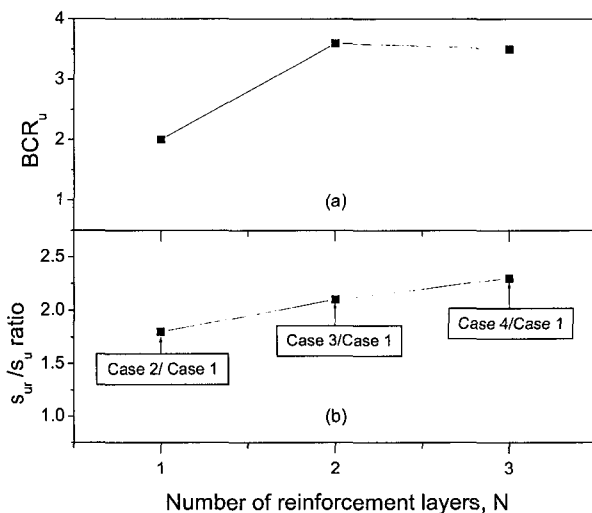 4
3
2
1
BCR_u
(a)
2.5
2.0
1.5
1.0
s_ur/s_u ratio
Case 2/ Case 1
Case 3/Case 1
Case 4/Case 1
(b)
1
2
3
Number of reinforcement layers, N